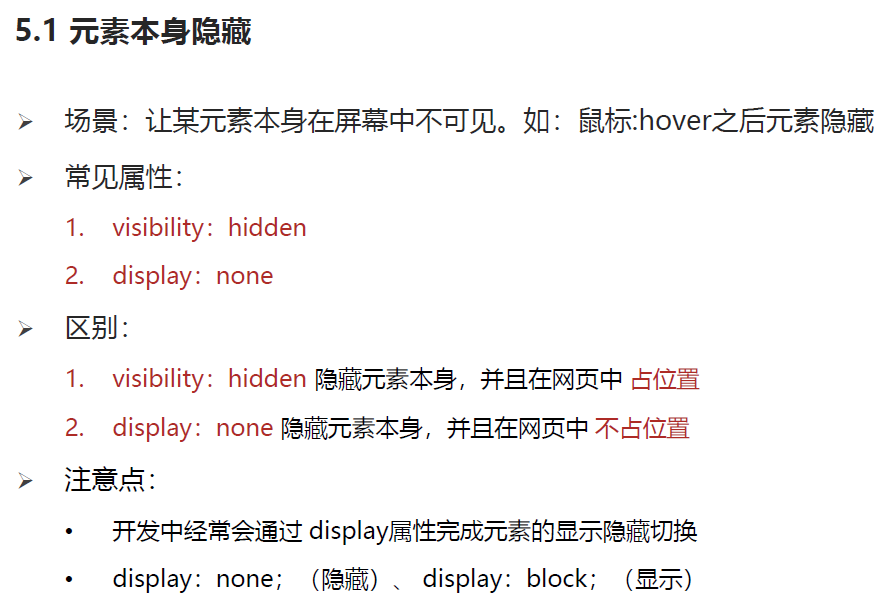 5.1 元素本身隐藏
➢ 场景：让某元素本身在屏幕中不可见。如：鼠标:hover之后元素隐藏
➢ 常见属性：
1. visibility：hidden
2. display：none
➢ 区别：
1. visibility：hidden 隐藏元素本身，并且在网页中 占位置
2. display：none 隐藏元素本身，并且在网页中 不占位置
➢ 注意点：
• 开发中经常会通过 display属性完成元素的显示隐藏切换
• display：none；（隐藏）、 display：block；（显示）